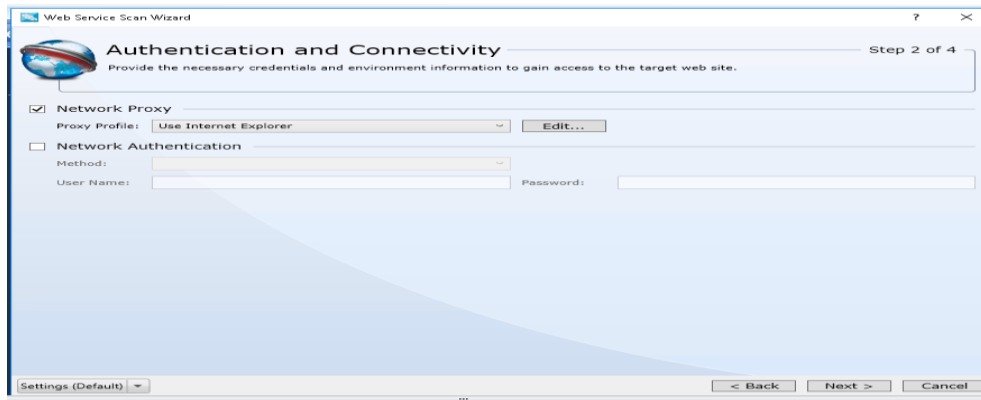 Web Service Scan Wizard
?
Authentication and Connectivity
Step 2 of 4
Provide the necessary credentials and environment information to gain access to the target web site.
Network Proxy
Proxy Profile: Use Internet Explorer Edit...
Network Authentication
Method:
User Name: Password:
Settings (Default) < Back Next > Cancel